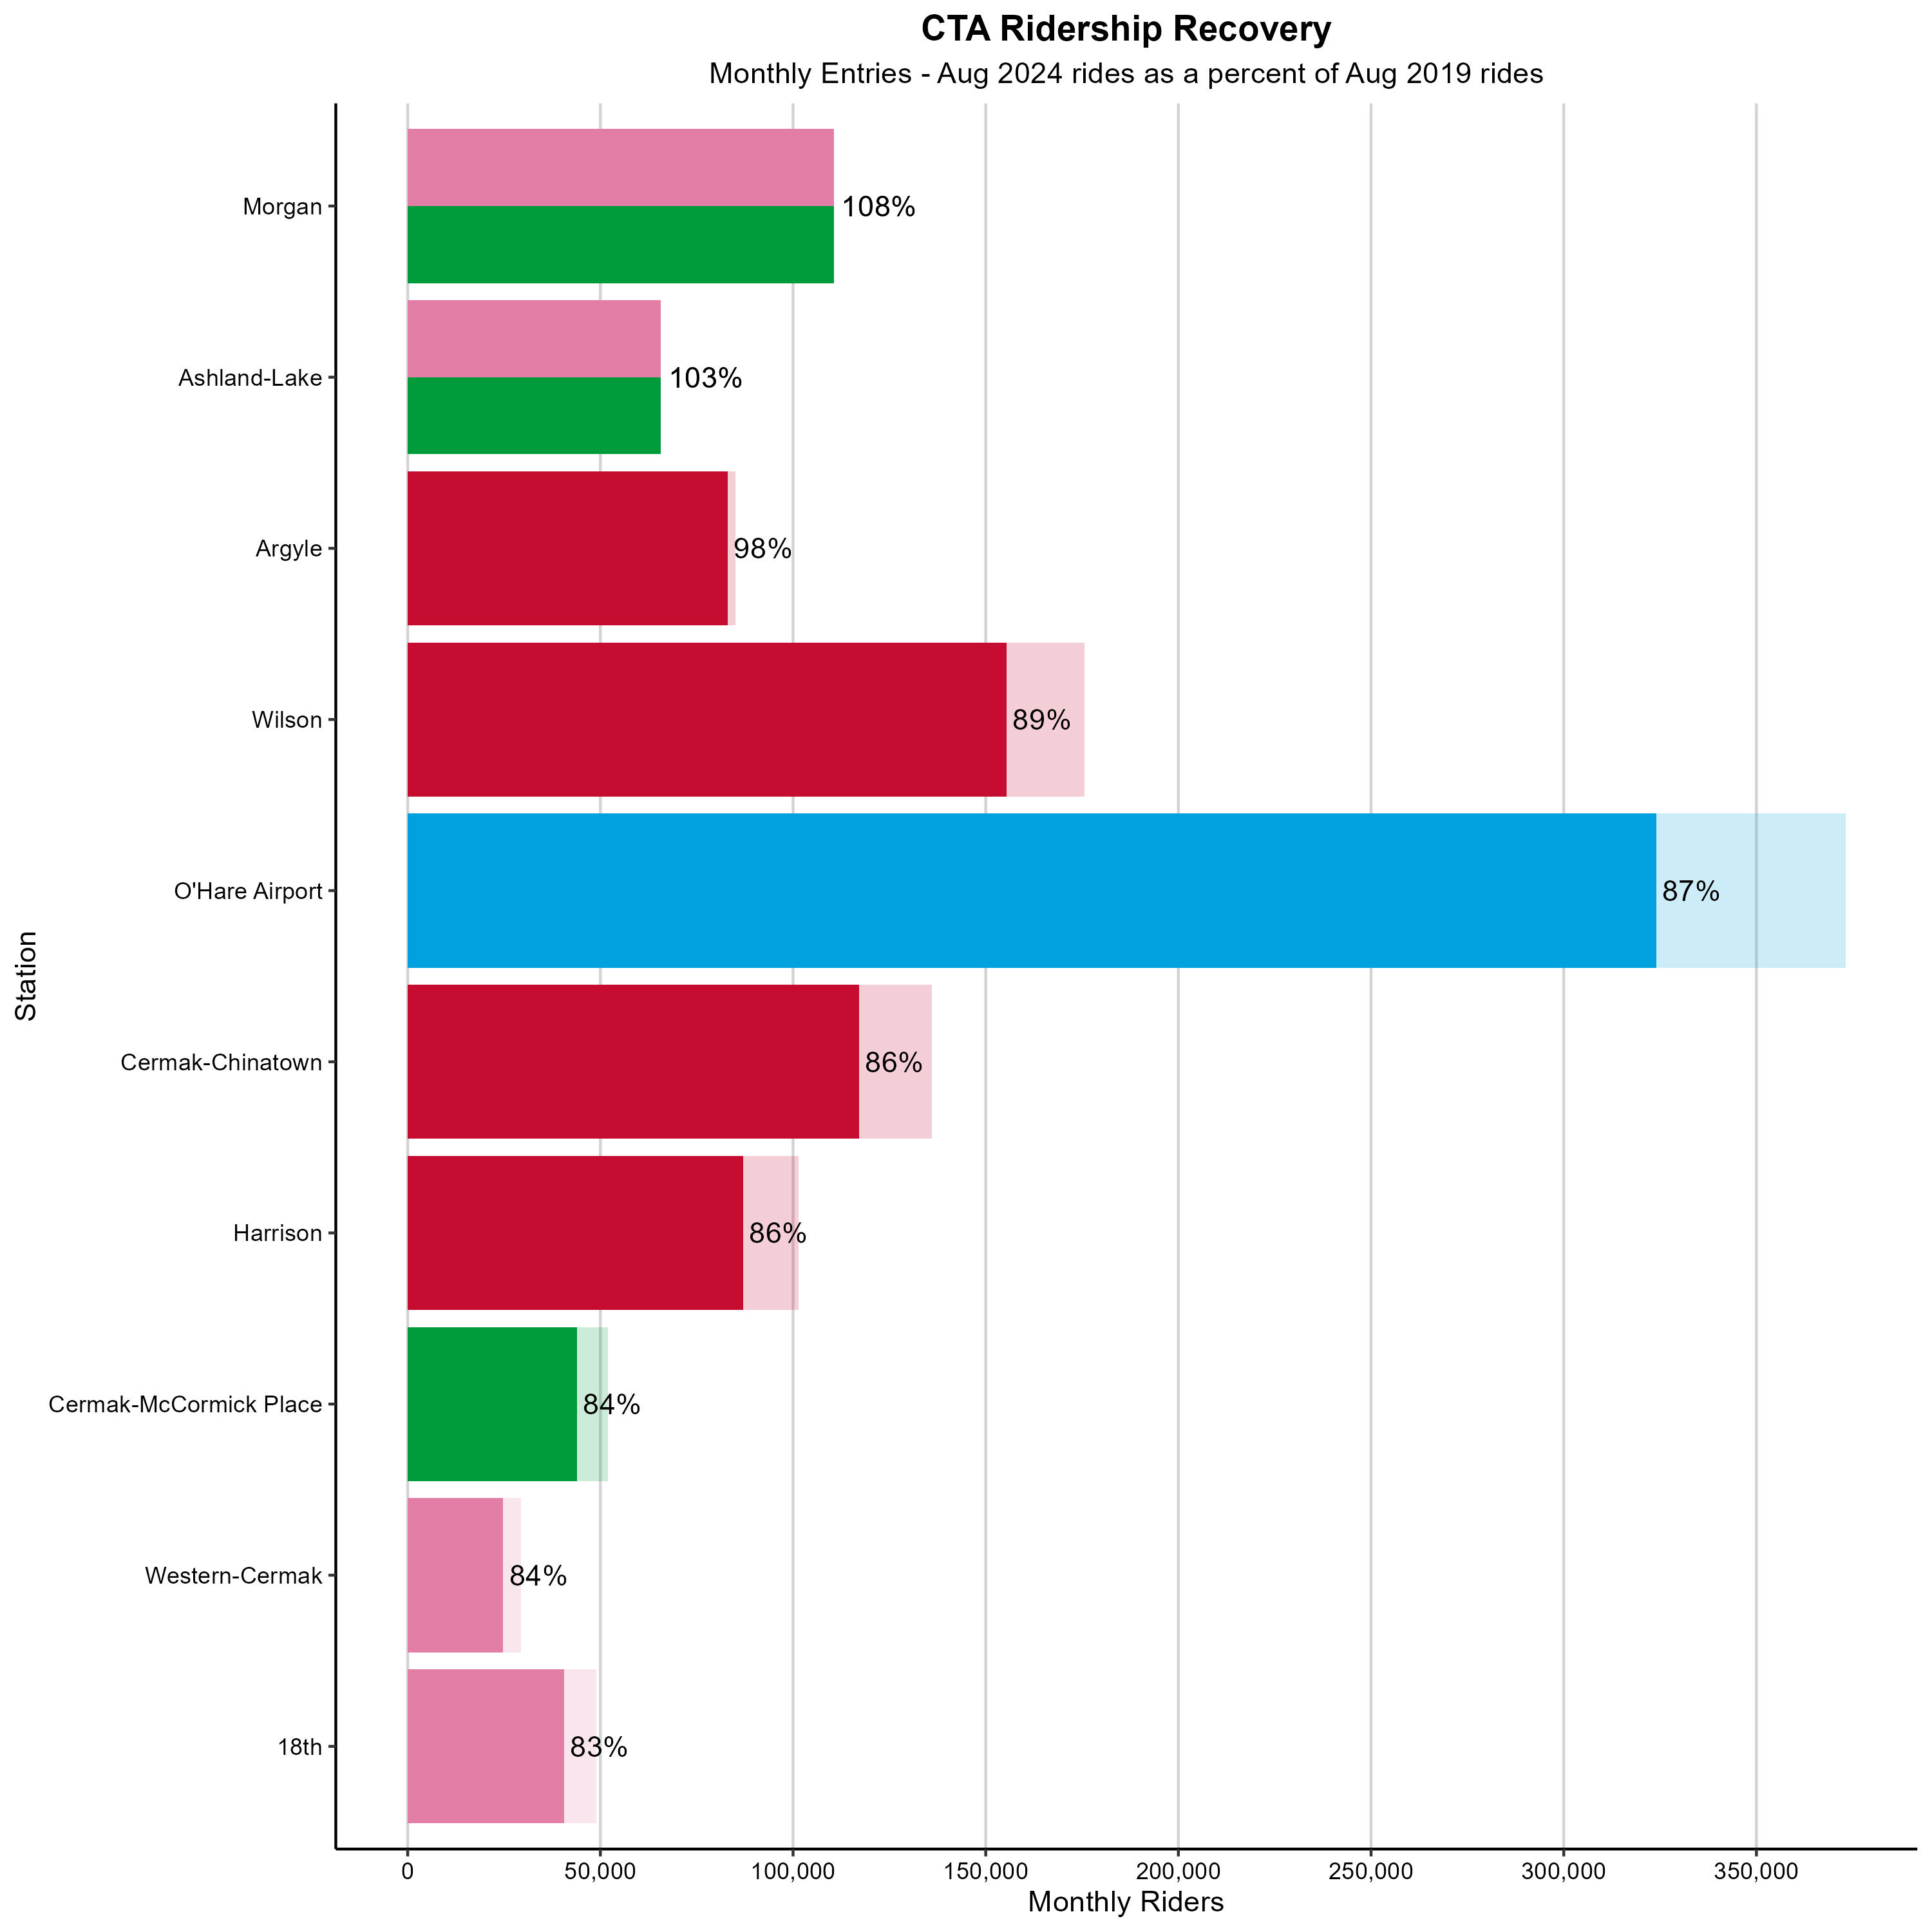 CTA Ridership Recovery
Monthly Entries - Aug 2024 rides as a percent of Aug 2019 rides
Station
Morgan
108%
Ashland-Lake
103%
Argyle
98%
Wilson
89%
O'Hare Airport
87%
Cermak-Chinatown
86%
Harrison
86%
Cermak-McCormick Place
84%
Western-Cermak
84%
18th
83%
0
50,000
100,000
150,000
200,000
250,000
300,000
350,000
Monthly Riders